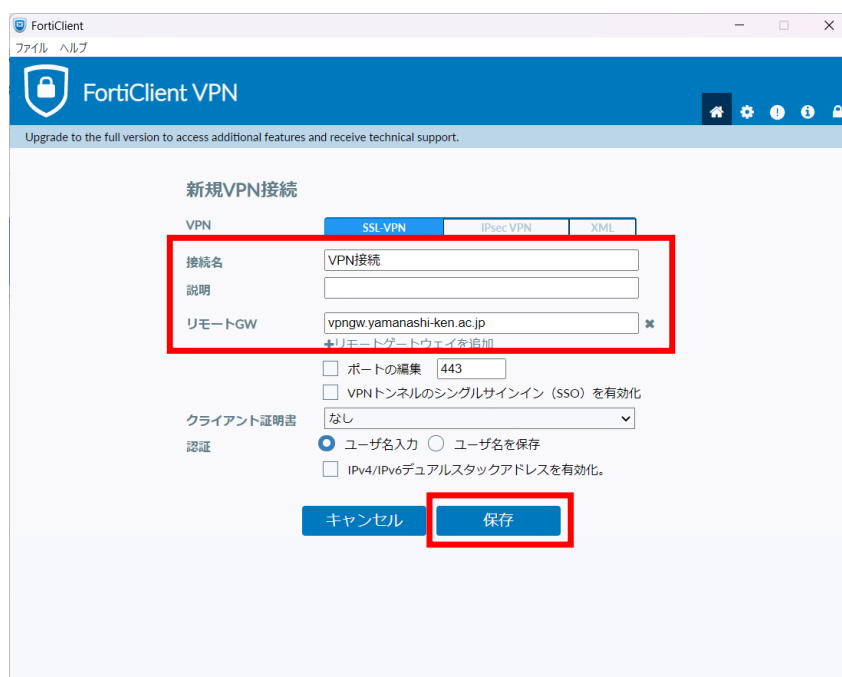 FortiClient
ファイル ヘルプ
FortiClient VPN
Upgrade to the full version to access additional features and receive technical support.
新規VPN接続
VPN SSL-VPN IPsec VPN XML
接続名 VPN接続
説明
リモートGW vpngw.yamanashi-ken.ac.jp
+リモートゲートウェイを追加
ポートの編集 443
VPNトンネルのシングルサインイン（SSO）を有効化
クライアント証明書 なし
認証 ユーザ名入力 ユーザ名を保存
IPv4/IPv6デュアルスタックアドレスを有効化。
キャンセル 保存